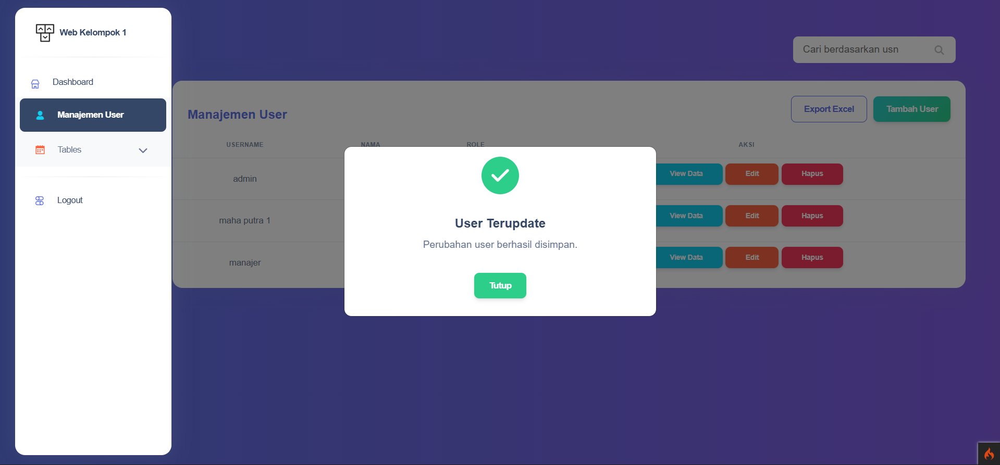 Web Kelompok 1
Dashboard
Manajemen User
Tables
Logout
Cari berdasarkan usn
Manajemen User
Export Excel
Tambah User
USERNAME NAMA ROLE AKSI
admin View Data Edit Hapus
maha putra 1 View Data Edit Hapus
manajer View Data Edit Hapus
User Terupdate
Perubahan user berhasil disimpan.
Tutup